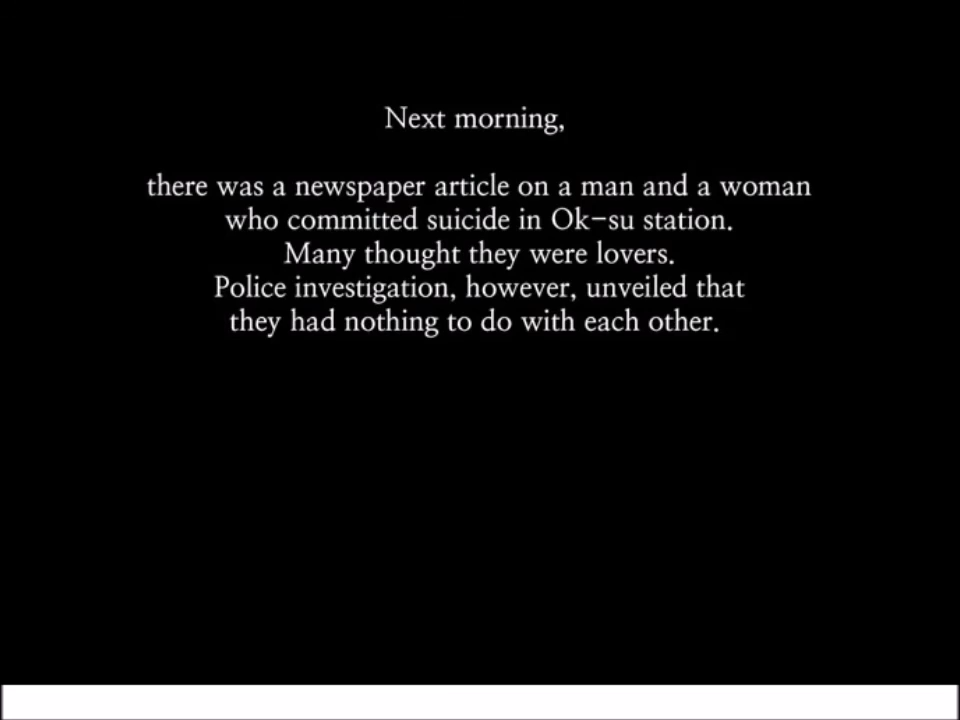 Next morning,
there was a newspaper article on a man and a woman
who committed suicide in Ok-su station.
Many thought they were lovers.
Police investigation, however, unveiled that
they had nothing to do with each other.